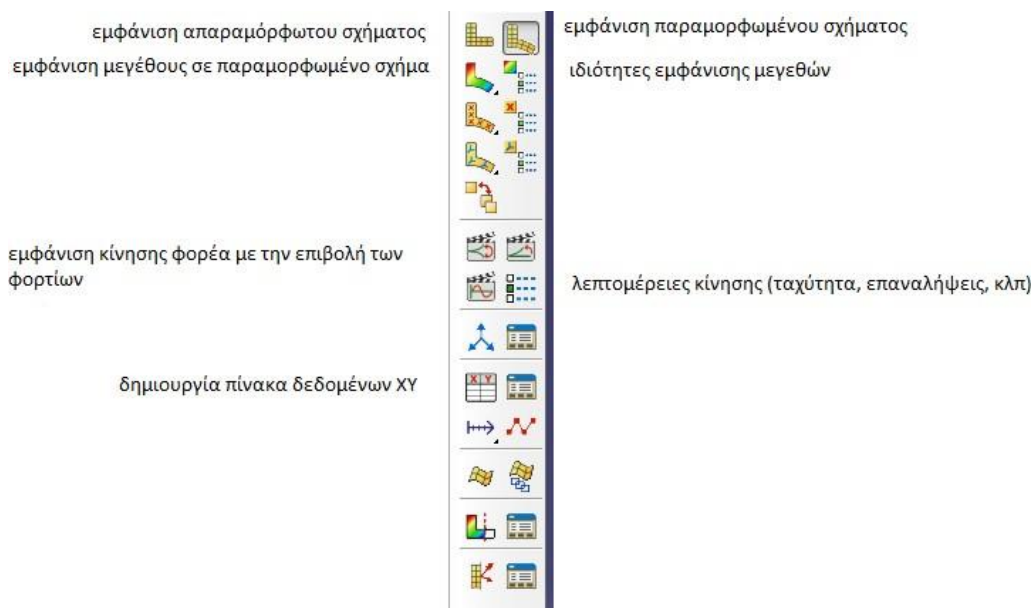 εμφάνιση απαραμόρφωτου σχήματος
εμφάνιση παραμορφωμένου σχήματος
εμφάνιση μεγέθους σε παραμορφωμένο σχήμα
ιδιότητες εμφάνισης μεγεθών
εμφάνιση κίνησης φορέα με την επιβολή των
φορτίων
λεπτομέρειες κίνησης (ταχύτητα, επαναλήψεις, κλπ)
δημιουργία πίνακα δεδομένων XY
X Y